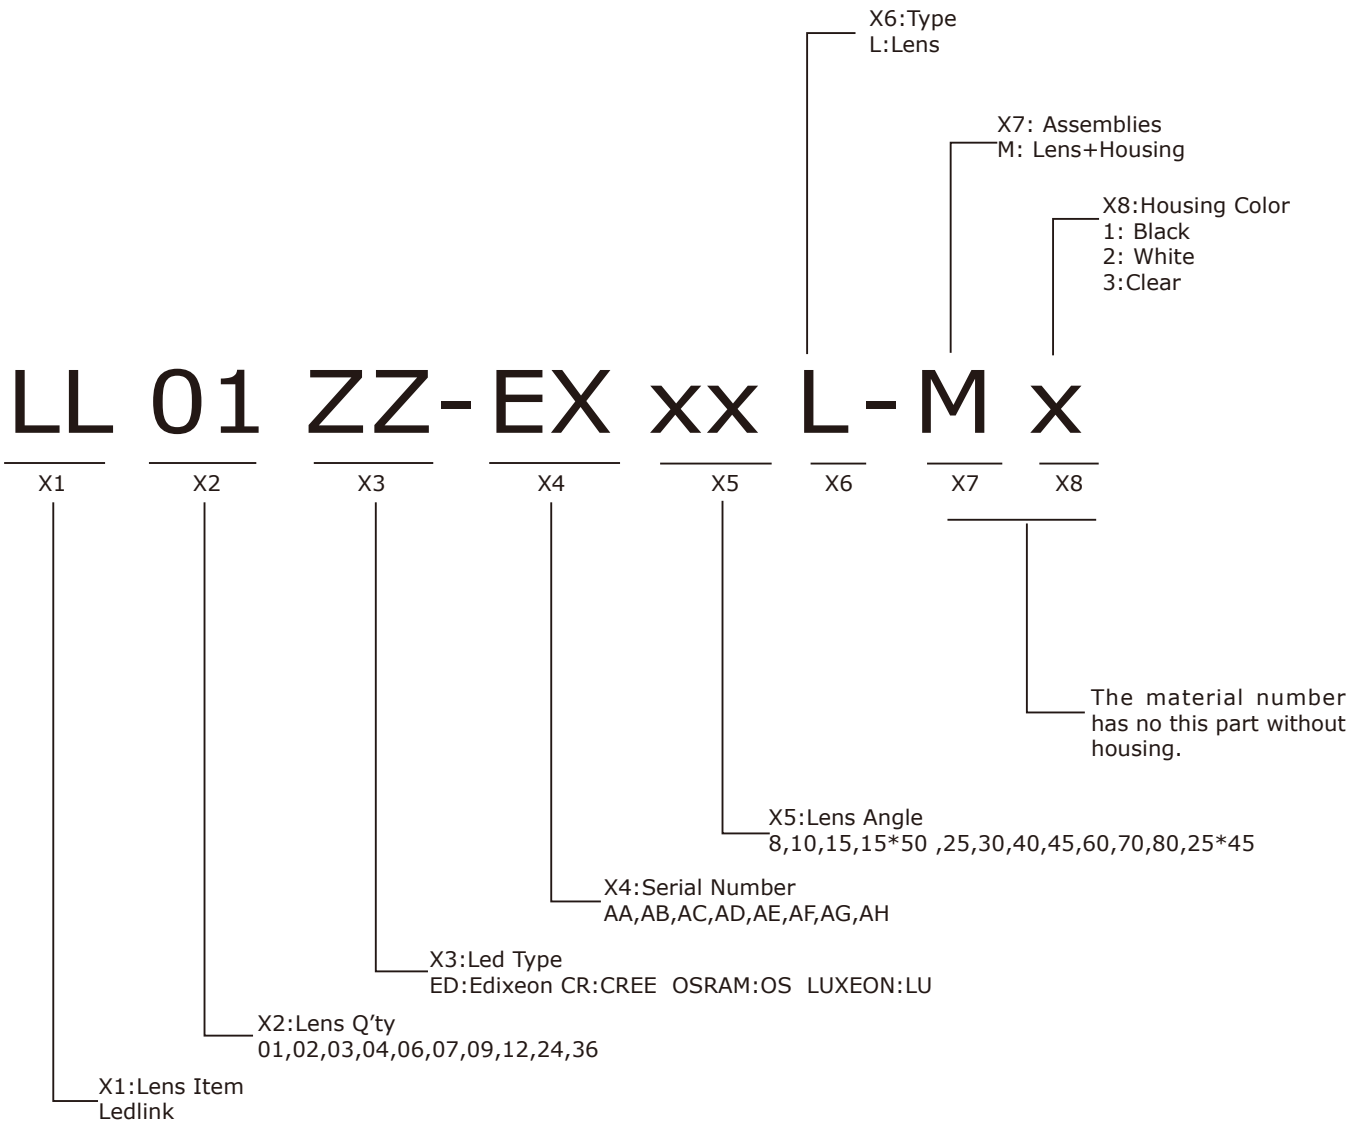 X6:Type
L:Lens
X7: Assemblies
M: Lens+Housing
X8:Housing Color
1: Black
2: White
3:Clear
LL 01 ZZ-EX xx L-M x
X1 X2 X3 X4 X5 X6 X7 X8
The material number
has no this part without
housing.
X5:Lens Angle
8,10,15,15*50 ,25,30,40,45,60,70,80,25*45
X4:Serial Number
AA,AB,AC,AD,AE,AF,AG,AH
X3:Led Type
ED:Edixeon CR:CREE OSRAM:OS LUXEON:LU
X2:Lens Q’ty
01,02,03,04,06,07,09,12,24,36
X1:Lens Item
Ledlink